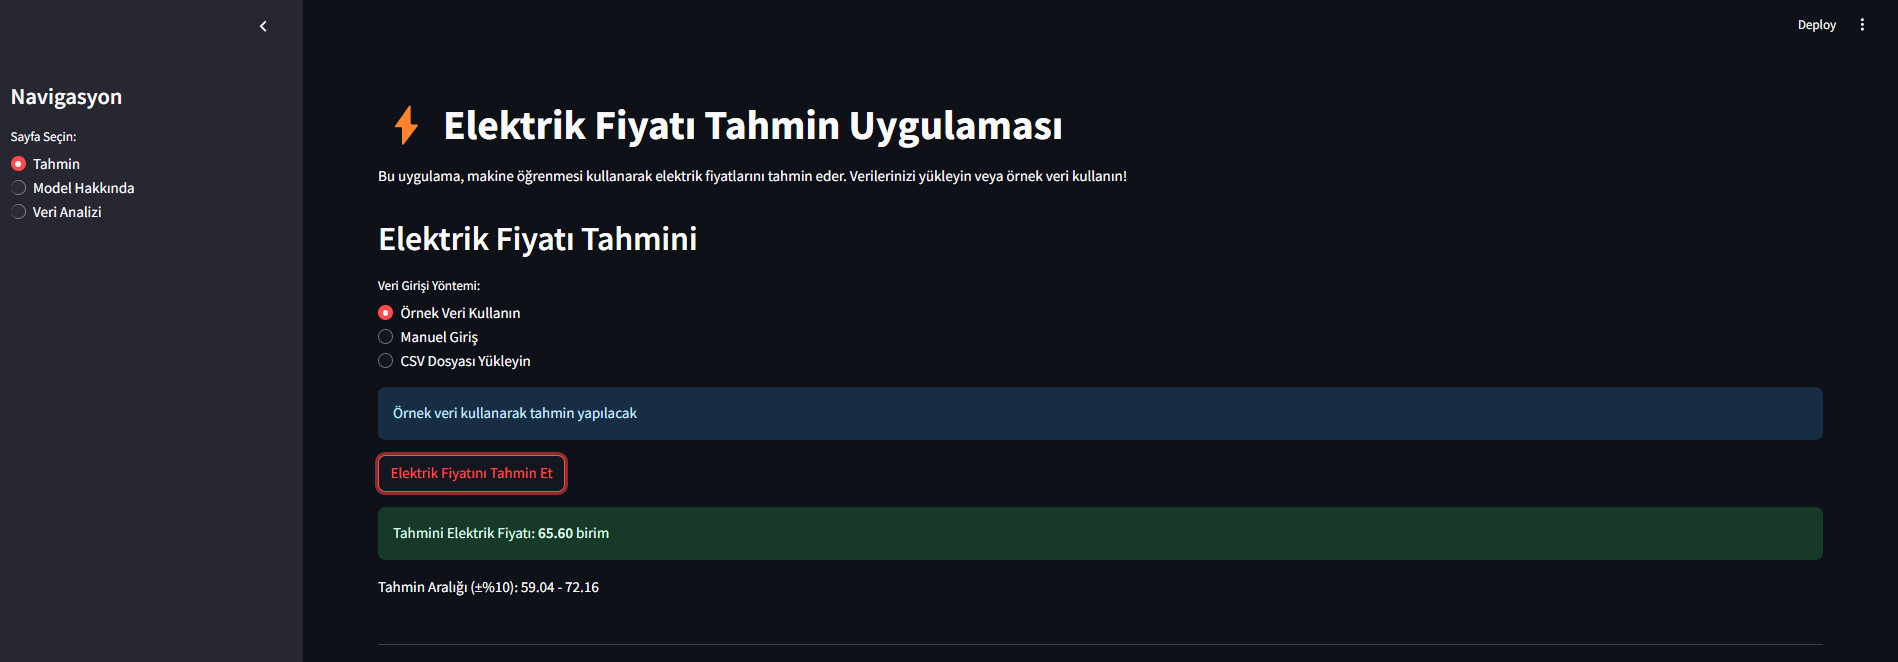 Deploy
Navigasyon
Sayfa Seçin:
Tahmin
Model Hakkında
Veri Analizi
Elektrik Fiyatı Tahmin Uygulaması
Bu uygulama, makine öğrenmesi kullanarak elektrik fiyatlarını tahmin eder. Verilerinizi yükleyin veya örnek veri kullanın!
Elektrik Fiyatı Tahmini
Veri Girişi Yöntemi:
Örnek Veri Kullanın
Manuel Giriş
CSV Dosyası Yükleyin
Örnek veri kullanarak tahmin yapılacak
Elektrik Fiyatını Tahmin Et
Tahmini Elektrik Fiyatı: 65.60 birim
Tahmin Aralığı (±%10): 59.04 - 72.16